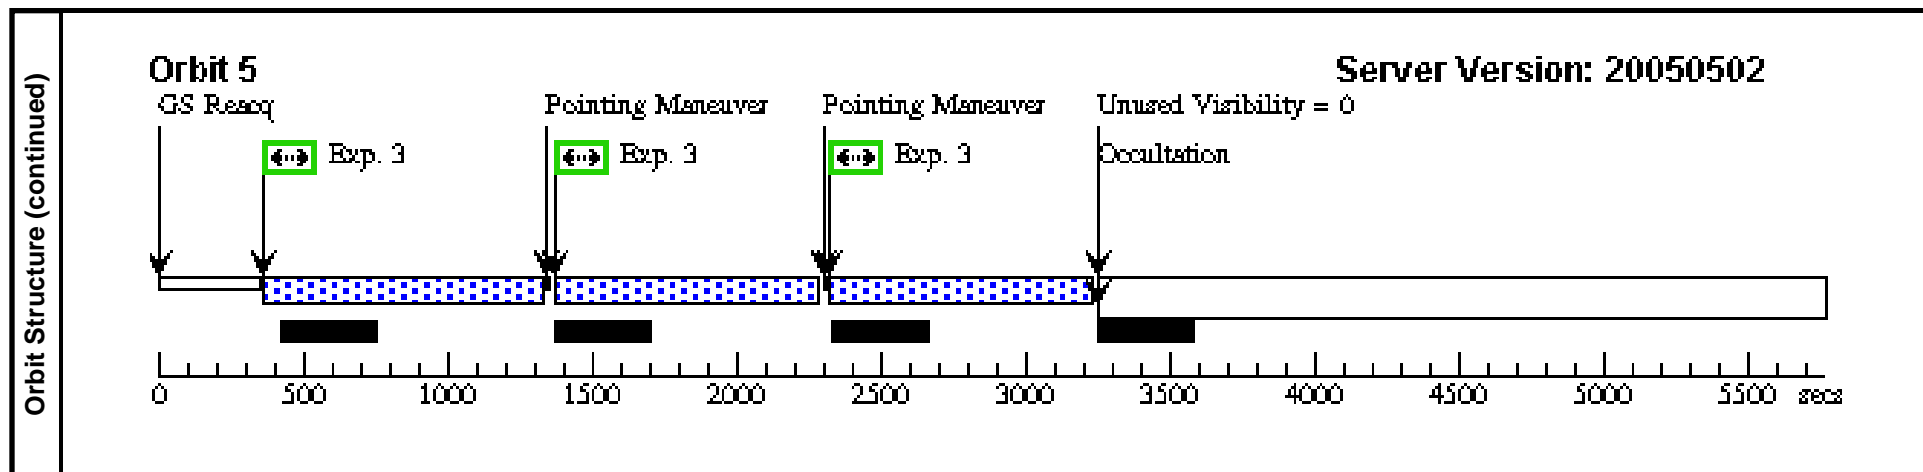 Orbit Structure (continued)
Orbit 5
Server Version: 20050502
GS Reacq
Pointing Maneuver
Pointing Maneuver
Unused Visibility = 0
Exp. 3
Exp. 3
Exp. 3
Occultation
0 500 1000 1500 2000 2500 3000 3500 4000 4500 5000 5500 secs